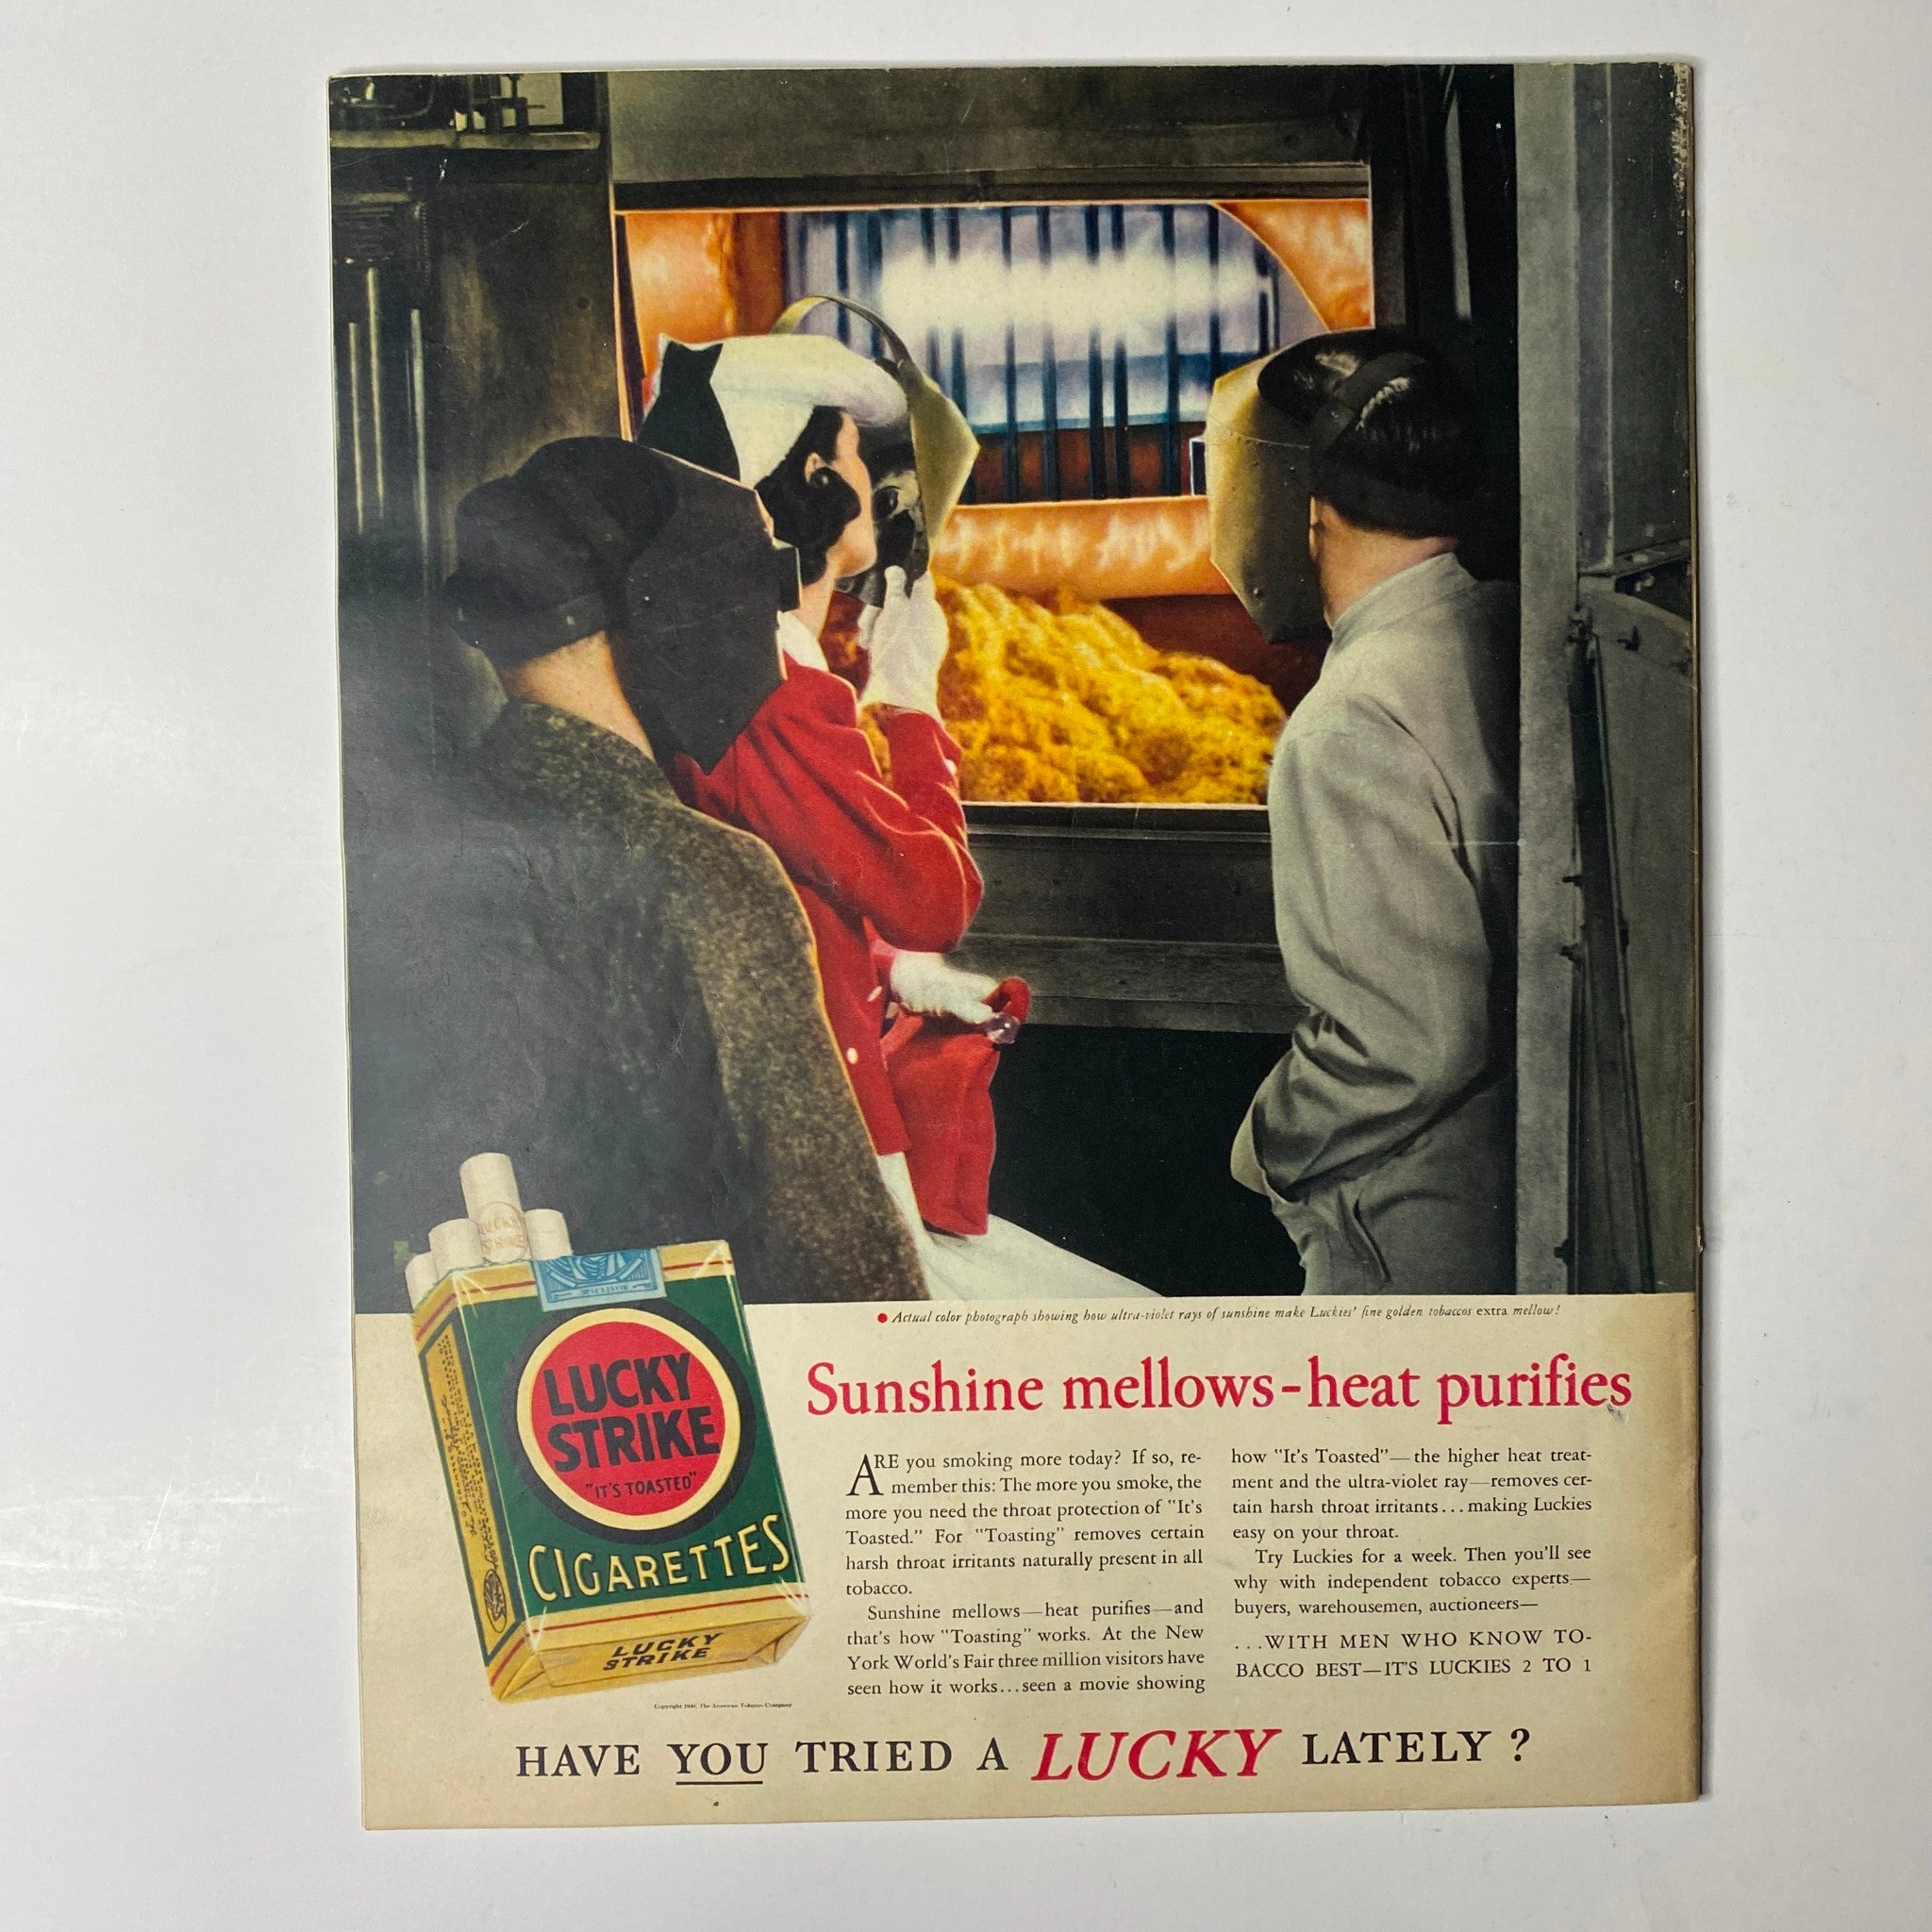 ● Actual color photograph showing how ultra-violet rays of sunshine make Luckies' fine golden tobaccos extra mellow!
LUCKY
STRIKE
LUCKY
STRIKE
"IT'S TOASTED"
CIGARETTES
LUCKY
STRIKE
Sunshine mellows-heat purifies
ARE you smoking more today? If so, re-
member this: The more you smoke, the
more you need the throat protection of "It's
Toasted." For "Toasting" removes certain
harsh throat irritants naturally present in all
tobacco.
Sunshine mellows—heat purifies—and
that's how "Toasting" works. At the New
York World's Fair three million visitors have
seen how it works...seen a movie showing
how "It's Toasted"—the higher heat treat-
ment and the ultra-violet ray—removes cer-
tain harsh throat irritants...making Luckies
easy on your throat.
Try Luckies for a week. Then you'll see
why with independent tobacco experts—
buyers, warehousemen, auctioneers—
...WITH MEN WHO KNOW TO-
BACCO BEST—IT'S LUCKIES 2 TO 1
Copyright The American Tobacco Company
HAVE YOU TRIED A LUCKY LATELY?